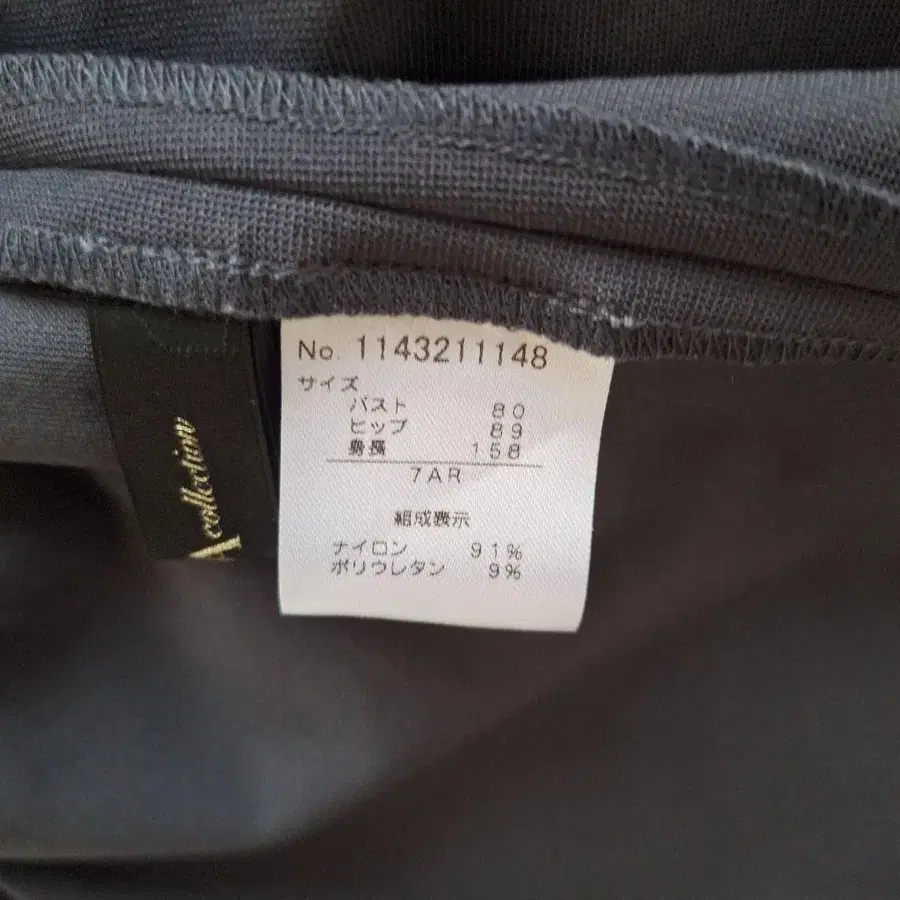 No. 1143211148
サイズ
バスト 80
ヒップ 89
身長 158
7AR
組成表示
ナイロン 91%
ポリウレタン 9%
A collection